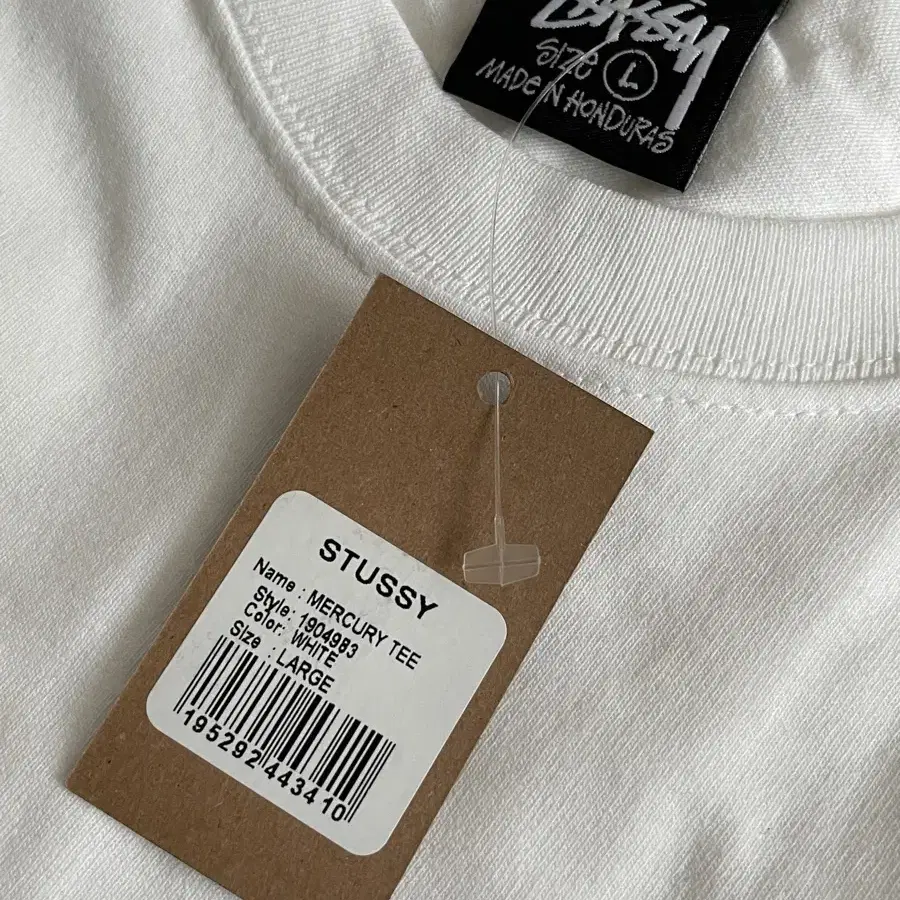 STUSSY
SIZE L
MADE IN HONDURAS
STUSSY
Name : MERCURY TEE
Style: 1904983
Color: WHITE
Size : LARGE
195292443410